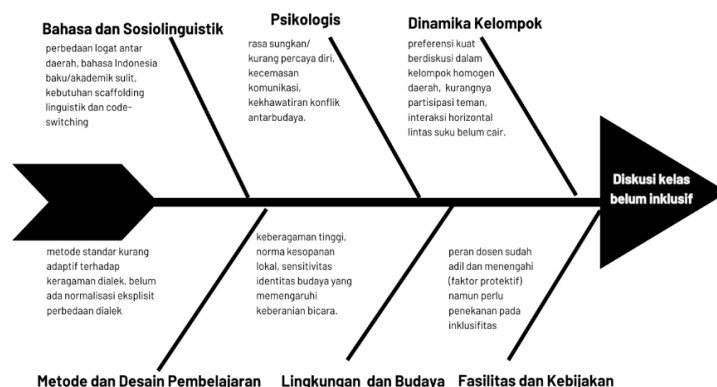 Bahasa dan Sosiolinguistik
perbedaan logat antar
daerah, bahasa Indonesia
baku/akademik sulit,
kebutuhan scaffolding
linguistik dan code-
switching
Psikologis
rasa sungkan/
kurang percaya diri,
kecemasan
komunikasi,
kekhawatiran konflik
antarbudaya.
Dinamika Kelompok
preferensi kuat
berdiskusi dalam
kelompok homogen
daerah, kurangnya
partisipasi teman,
interaksi horizontal
lintas suku belum cair.
Diskusi kelas
belum inklusif
metode standar kurang
adaptif terhadap
keragaman dialek, belum
ada normalisasi eksplisit
perbedaan dialek
Metode dan Desain Pembelajaran
keberagaman tinggi,
norma kesopanan
lokal, sensitivitas
identitas budaya yang
memengaruhi
keberanian bicara.
Lingkungan dan Budaya
peran dosen sudah
adil dan menengahi
(faktor protektif)
namun perlu
penekanan pada
inklusifitas
Fasilitas dan Kebijakan